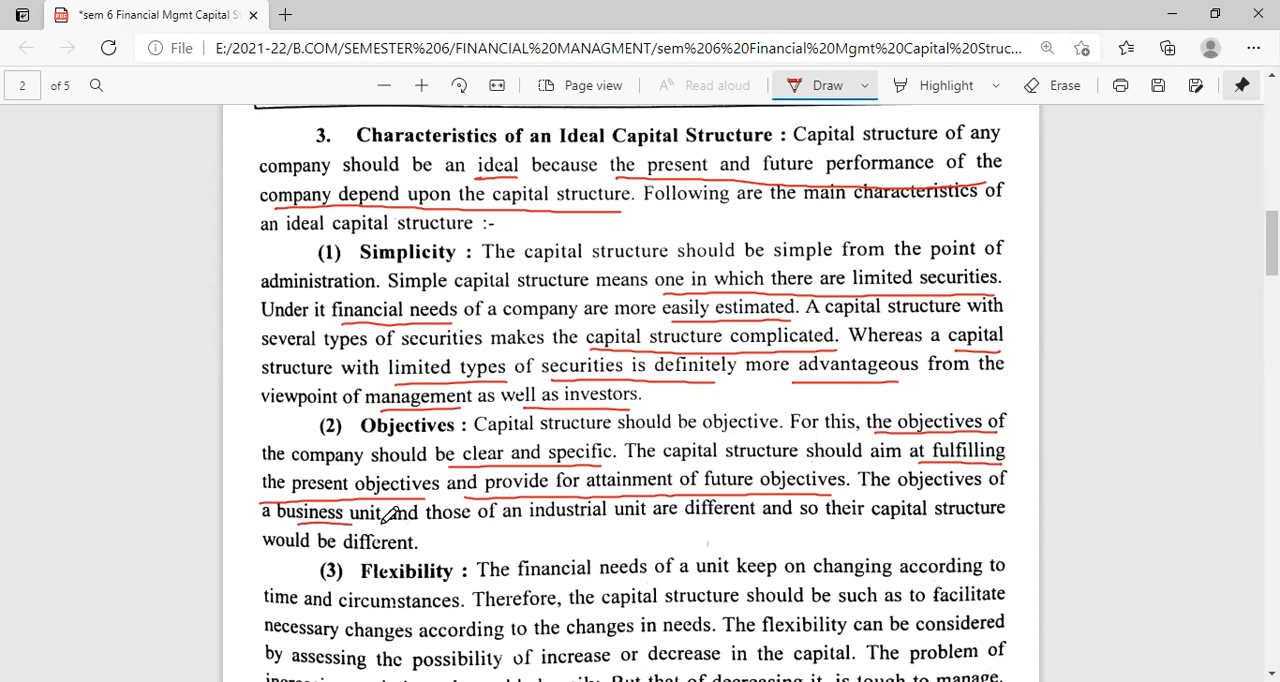 *sem 6 Financial Mgmt Capital S
File E:/2021-22/B.COM/SEMESTER%206/FINANCIAL%20MANAGMENT/sem%206%20Financial%20Mgmt%20Capital%20Struc...
2 of 5 Page view Read aloud Draw Highlight Erase
3. Characteristics of an Ideal Capital Structure : Capital structure of any
company should be an ideal because the present and future performance of the
company depend upon the capital structure. Following are the main characteristics of
an ideal capital structure :-
(1) Simplicity : The capital structure should be simple from the point of
administration. Simple capital structure means one in which there are limited securities.
Under it financial needs of a company are more easily estimated. A capital structure with
several types of securities makes the capital structure complicated. Whereas a capital
structure with limited types of securities is definitely more advantageous from the
viewpoint of management as well as investors.
(2) Objectives : Capital structure should be objective. For this, the objectives of
the company should be clear and specific. The capital structure should aim at fulfilling
the present objectives and provide for attainment of future objectives. The objectives of
a business unit and those of an industrial unit are different and so their capital structure
would be different.
(3) Flexibility : The financial needs of a unit keep on changing according to
time and circumstances. Therefore, the capital structure should be such as to facilitate
necessary changes according to the changes in needs. The flexibility can be considered
by assessing the possibility of increase or decrease in the capital. The problem of
But that of decreasing it, is tough to manage.